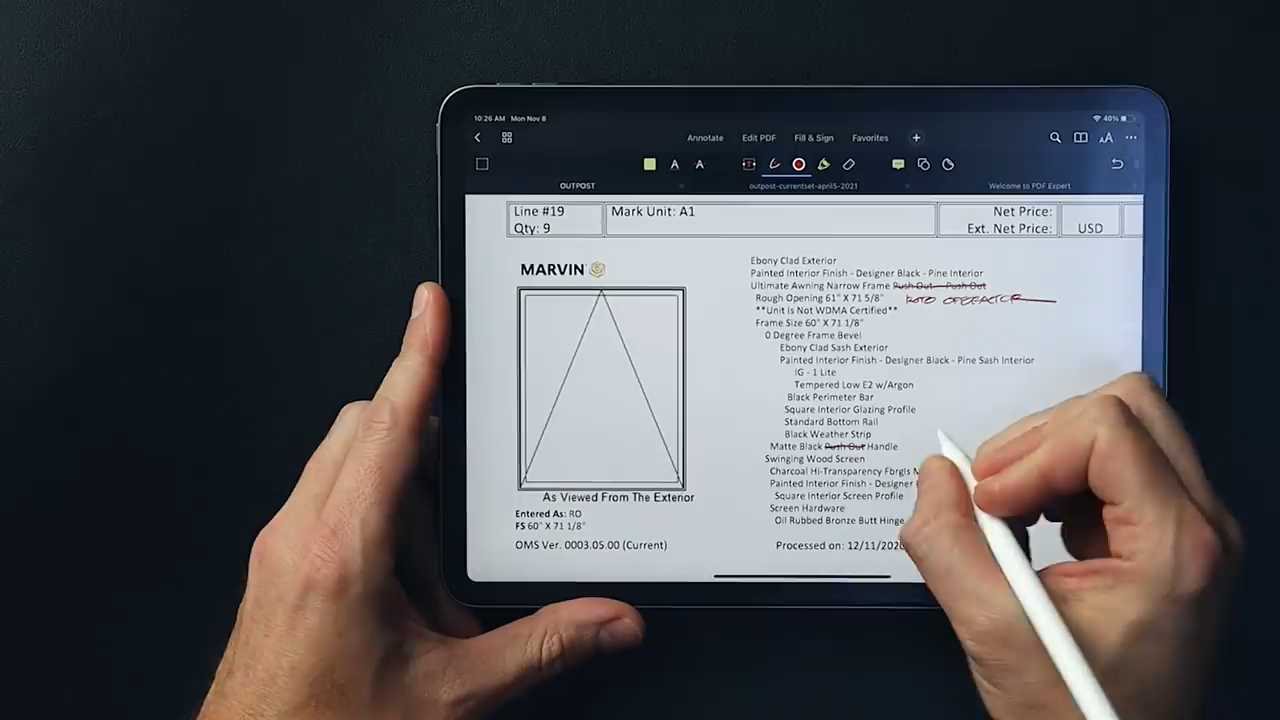 10:26 AM Mon Nov 8
40%
Annotate Edit PDF Fill & Sign Favorites
OUTPOST
outpost-currentset-april5-2021
Welcome to PDF Expert
Line #19
Qty: 9
Mark Unit: A1
Net Price:
Ext. Net Price:
USD
MARVIN
As Viewed From The Exterior
Entered As: RO
FS 60" X 71 1/8"
OMS Ver. 0003.05.00 (Current)
Ebony Clad Exterior
Painted Interior Finish - Designer Black - Pine Interior
Ultimate Awning Narrow Frame Push Out - Push Out
Rough Opening 61" X 71 5/8" ROTO OPERATOR
**Unit is Not WDMA Certified**
Frame Size 60" X 71 1/8"
0 Degree Frame Bevel
Ebony Clad Sash Exterior
Painted Interior Finish - Designer Black - Pine Sash Interior
IG - 1 Lite
Tempered Low E2 w/Argon
Black Perimeter Bar
Square Interior Glazing Profile
Standard Bottom Rail
Black Weather Strip
Matte Black Push Out Handle
Swinging Wood Screen
Charcoal Hi-Transparency Fbrgls M
Painted Interior Finish - Designer
Square Interior Screen Profile
Screen Hardware
Oil Rubbed Bronze Butt Hinge
Processed on: 12/11/2020